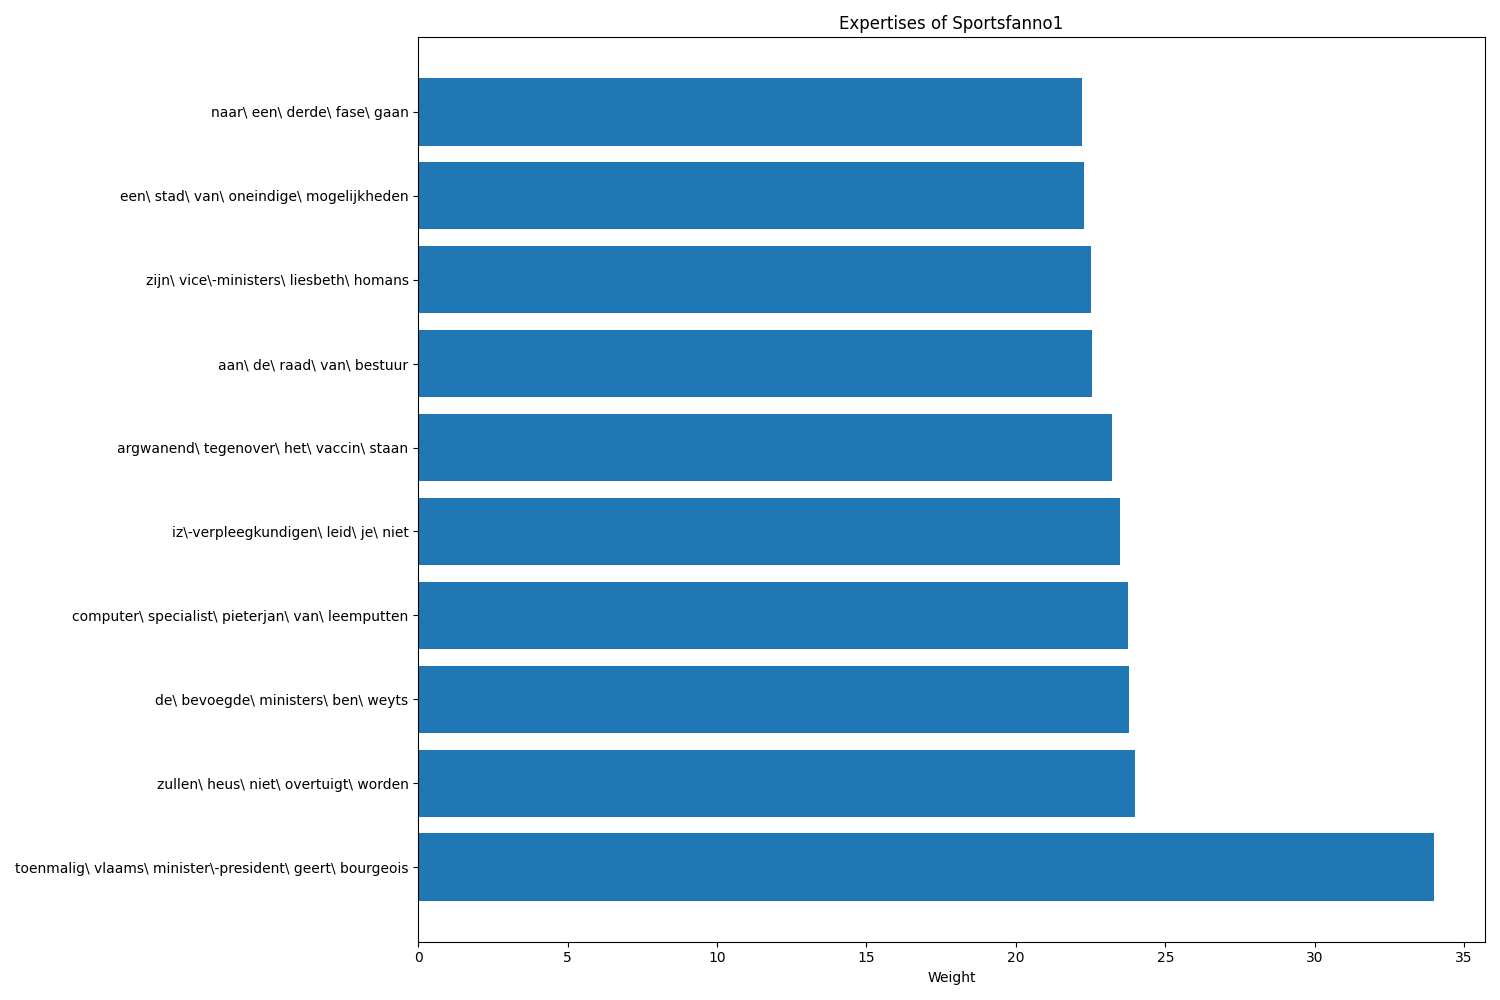 Expertises of Sportsfanno1
naar\ een\ derde\ fase\ gaan
een\ stad\ van\ oneindige\ mogelijkheden
zijn\ vice\-ministers\ liesbeth\ homans
aan\ de\ raad\ van\ bestuur
argwanend\ tegenover\ het\ vaccin\ staan
iz\-verpleegkundigen\ leid\ je\ niet
computer\ specialist\ pieterjan\ van\ leemputten
de\ bevoegde\ ministers\ ben\ weyts
zullen\ heus\ niet\ overtuigt\ worden
toenmalig\ vlaams\ minister\-president\ geert\ bourgeois
0 5 10 15 20 25 30 35
Weight